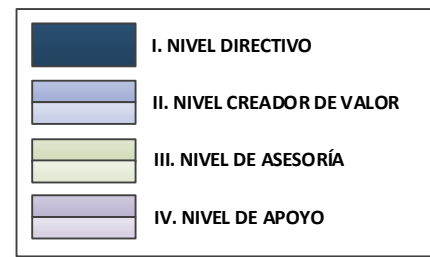 I. NIVEL DIRECTIVO
II. NIVEL CREADOR DE VALOR
III. NIVEL DE ASESORÍA
IV. NIVEL DE APOYO